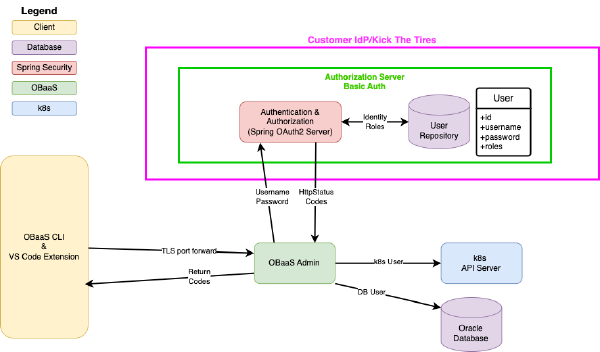 Legend
Client
Database
Spring Security
OBaaS
k8s
Customer IdP/Kick The Tires
Authorization Server
Basic Auth
Authentication &
Authorization
(Spring OAuth2 Server)
Identity
Roles
User
Repository
User
+id
+username
+password
+roles
Username
Password
HttpStatus
Codes
OBaaS CLI
&
VS Code Extension
TLS port forward
Return
Codes
OBaaS Admin
k8s User
k8s
API Server
DB User
Oracle
Database